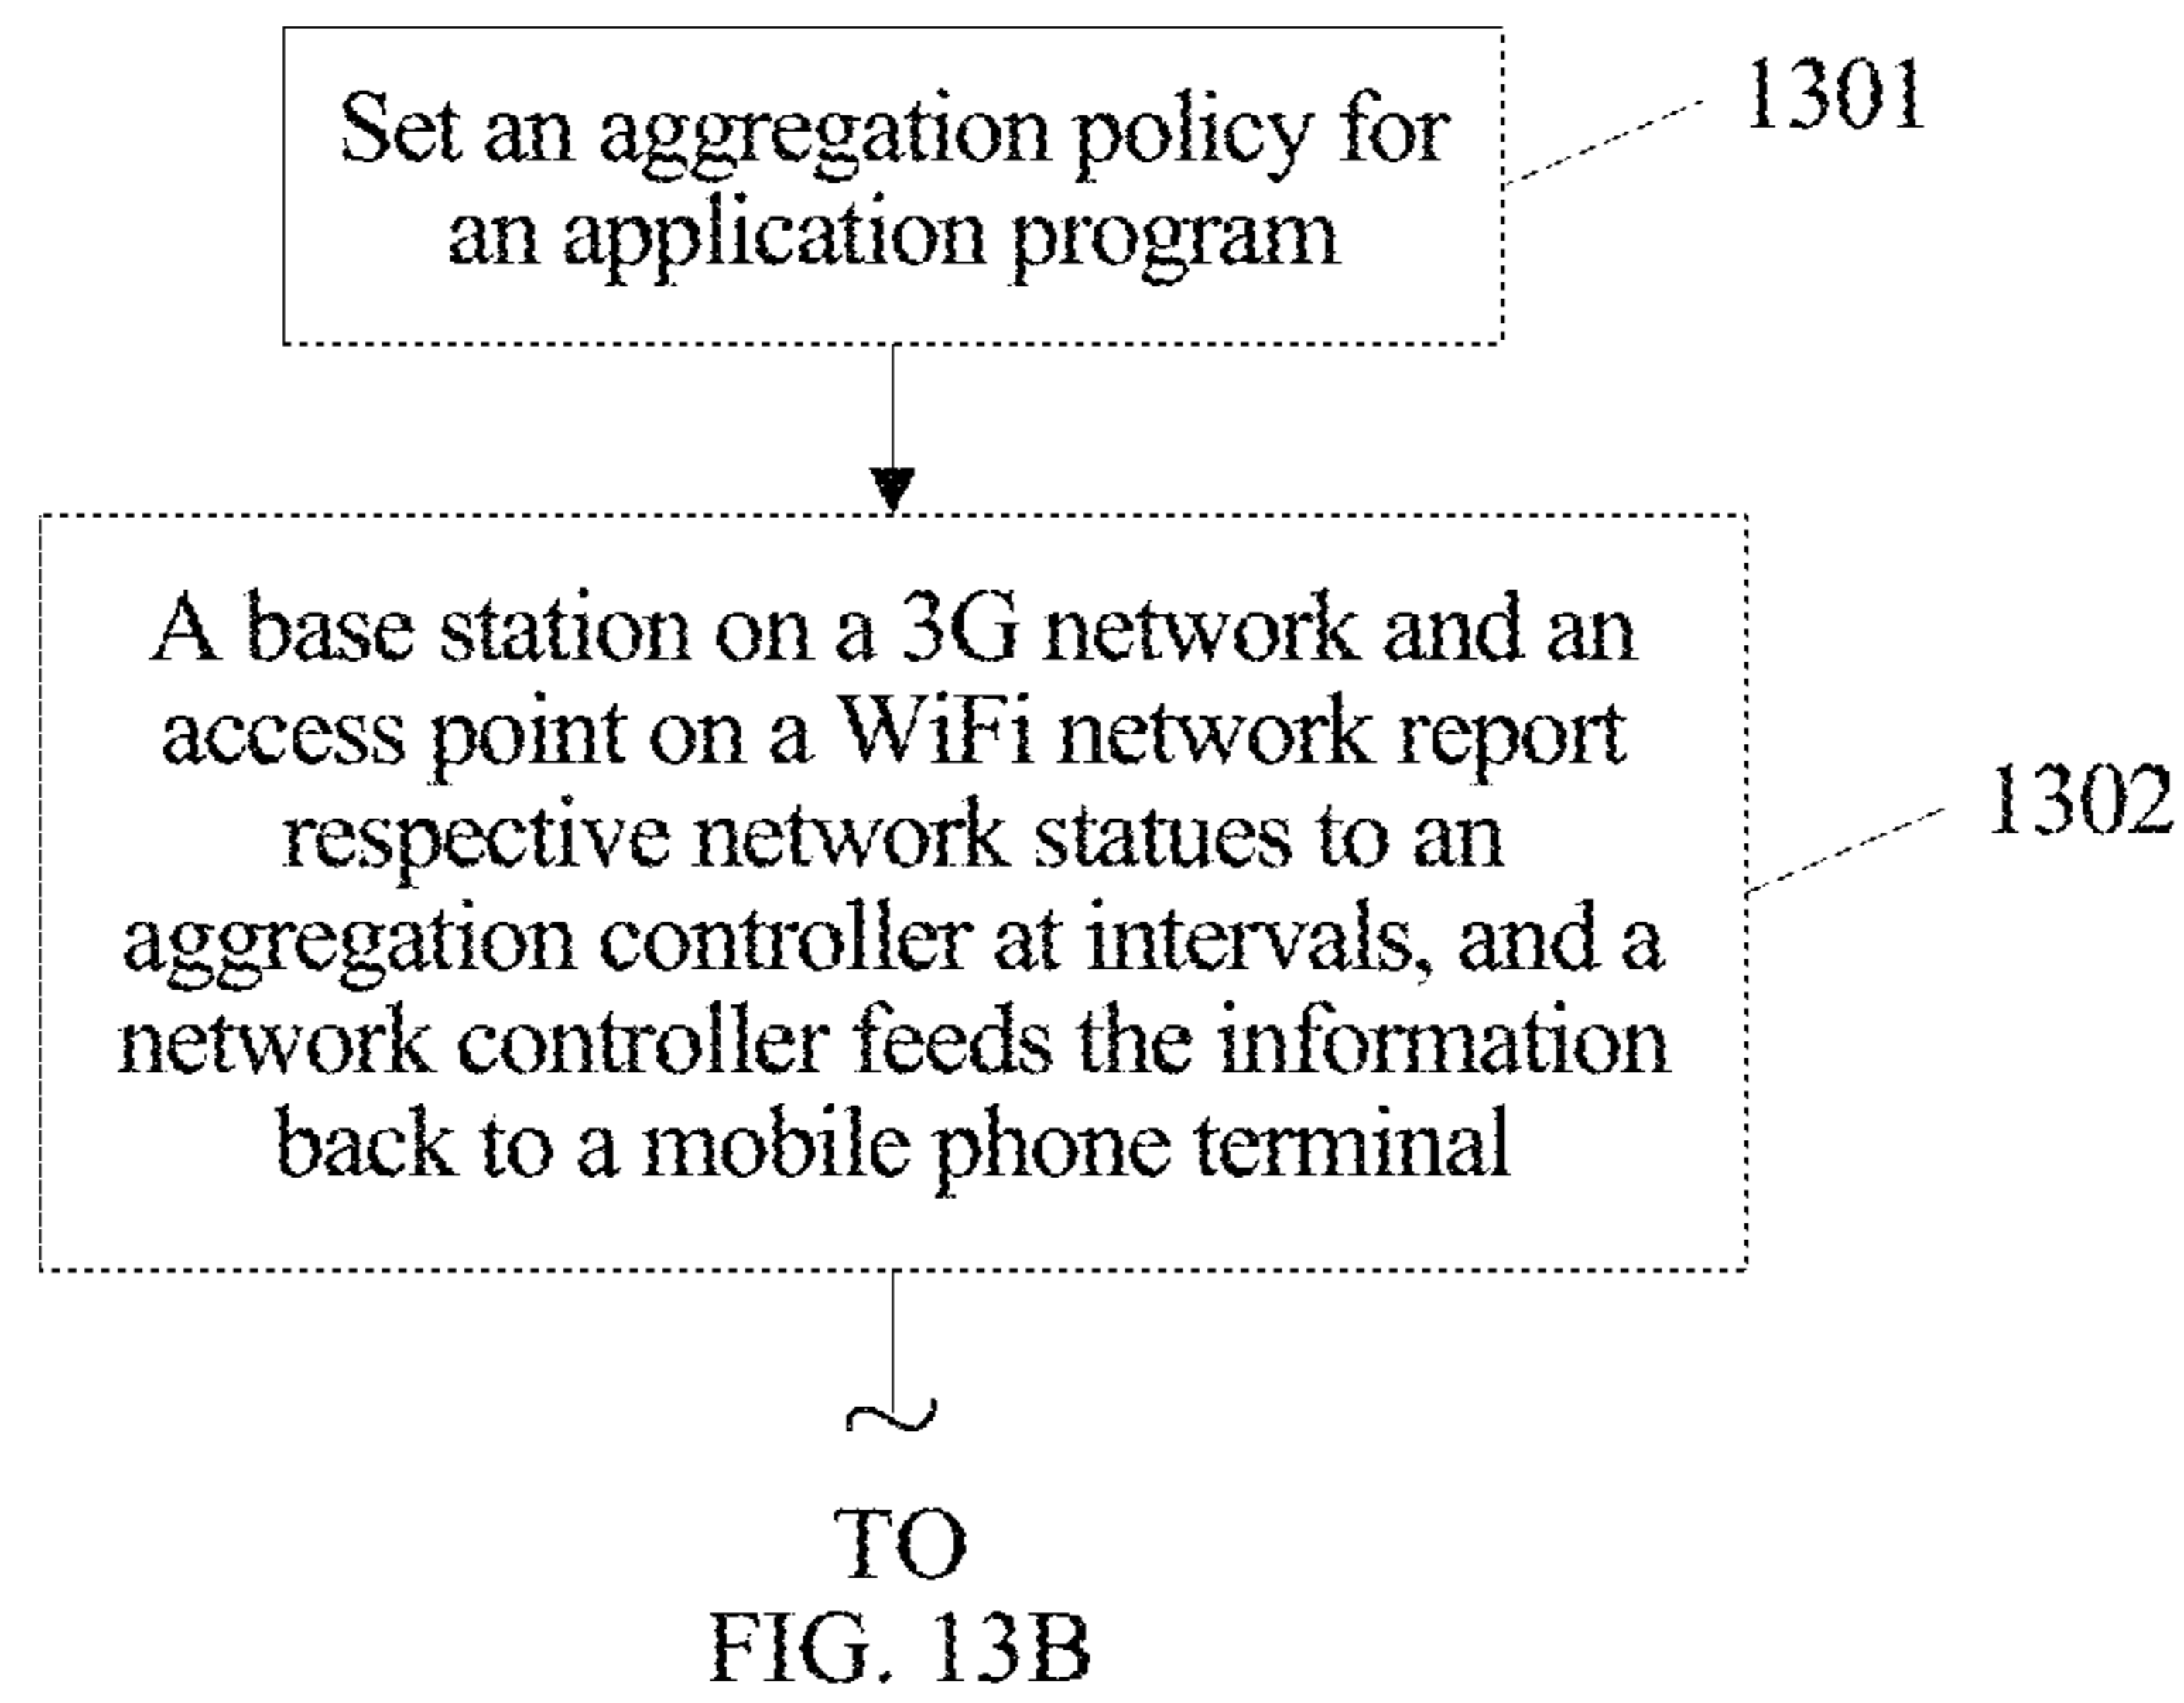 Set an aggregation policy for
an application program
1301
A base station on a 3G network and an
access point on a WiFi network report
respective network statues to an
aggregation controller at intervals, and a
network controller feeds the information
back to a mobile phone terminal
1302
TO
FIG. 13B